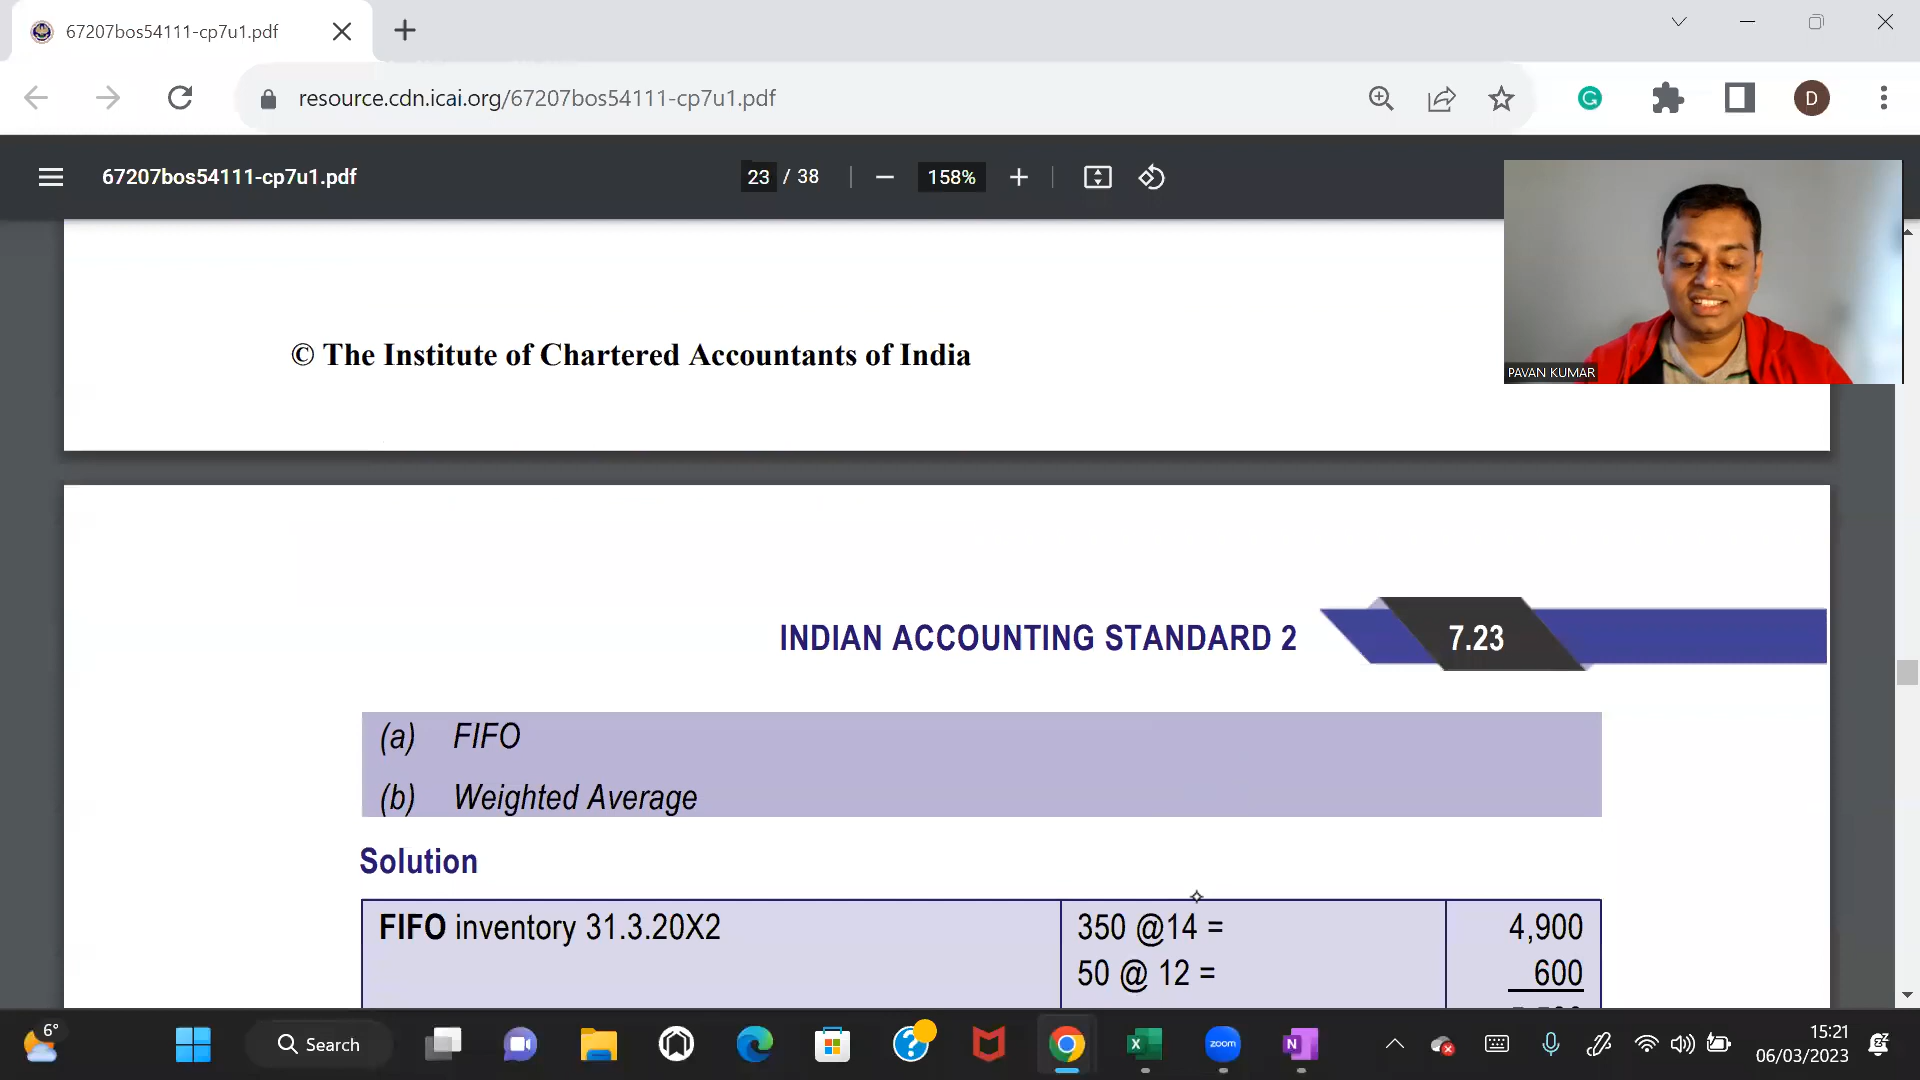 67207bos54111-cp7u1.pdf
resource.cdn.icai.org/67207bos54111-cp7u1.pdf
D
67207bos54111-cp7u1.pdf
23 / 38
158%
PAVAN KUMAR
© The Institute of Chartered Accountants of India
INDIAN ACCOUNTING STANDARD 2
7.23
(a) FIFO
(b) Weighted Average
Solution
FIFO inventory 31.3.20X2
350 @14 =
4,900
50 @ 12 =
600
6°
Search
zoom
15:21
06/03/2023